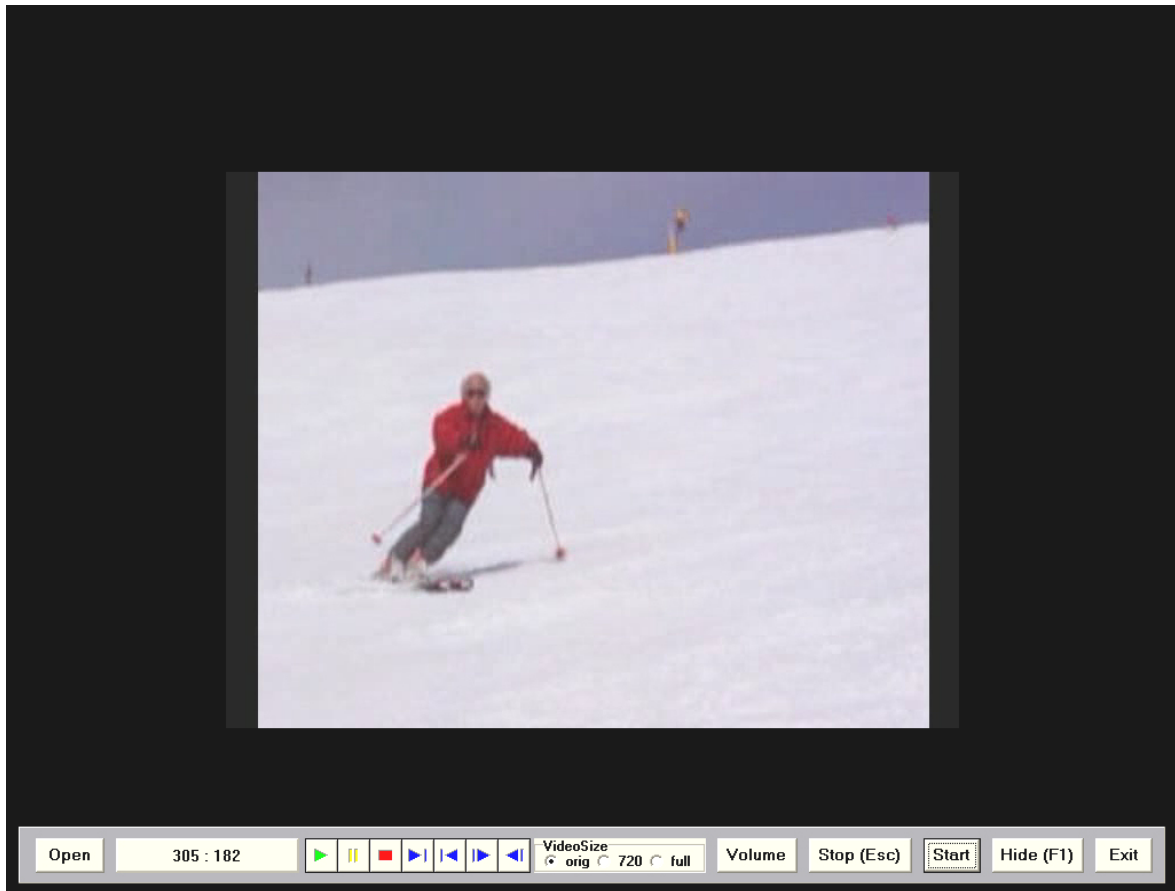 Open
305 : 182
VideoSize
orig
720
full
Volume
Stop (Esc)
Start
Hide (F1)
Exit